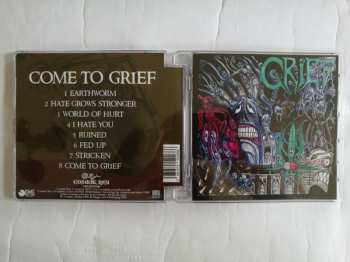 COME TO GRIEF
1 EARTHWORM
2 HATE GROWS STRONGER
3 WORLD OF HURT
4 I HATE YOU
5 RUINED
6 FED UP
7 STRICKEN
8 COME TO GRIEF
GRIEF